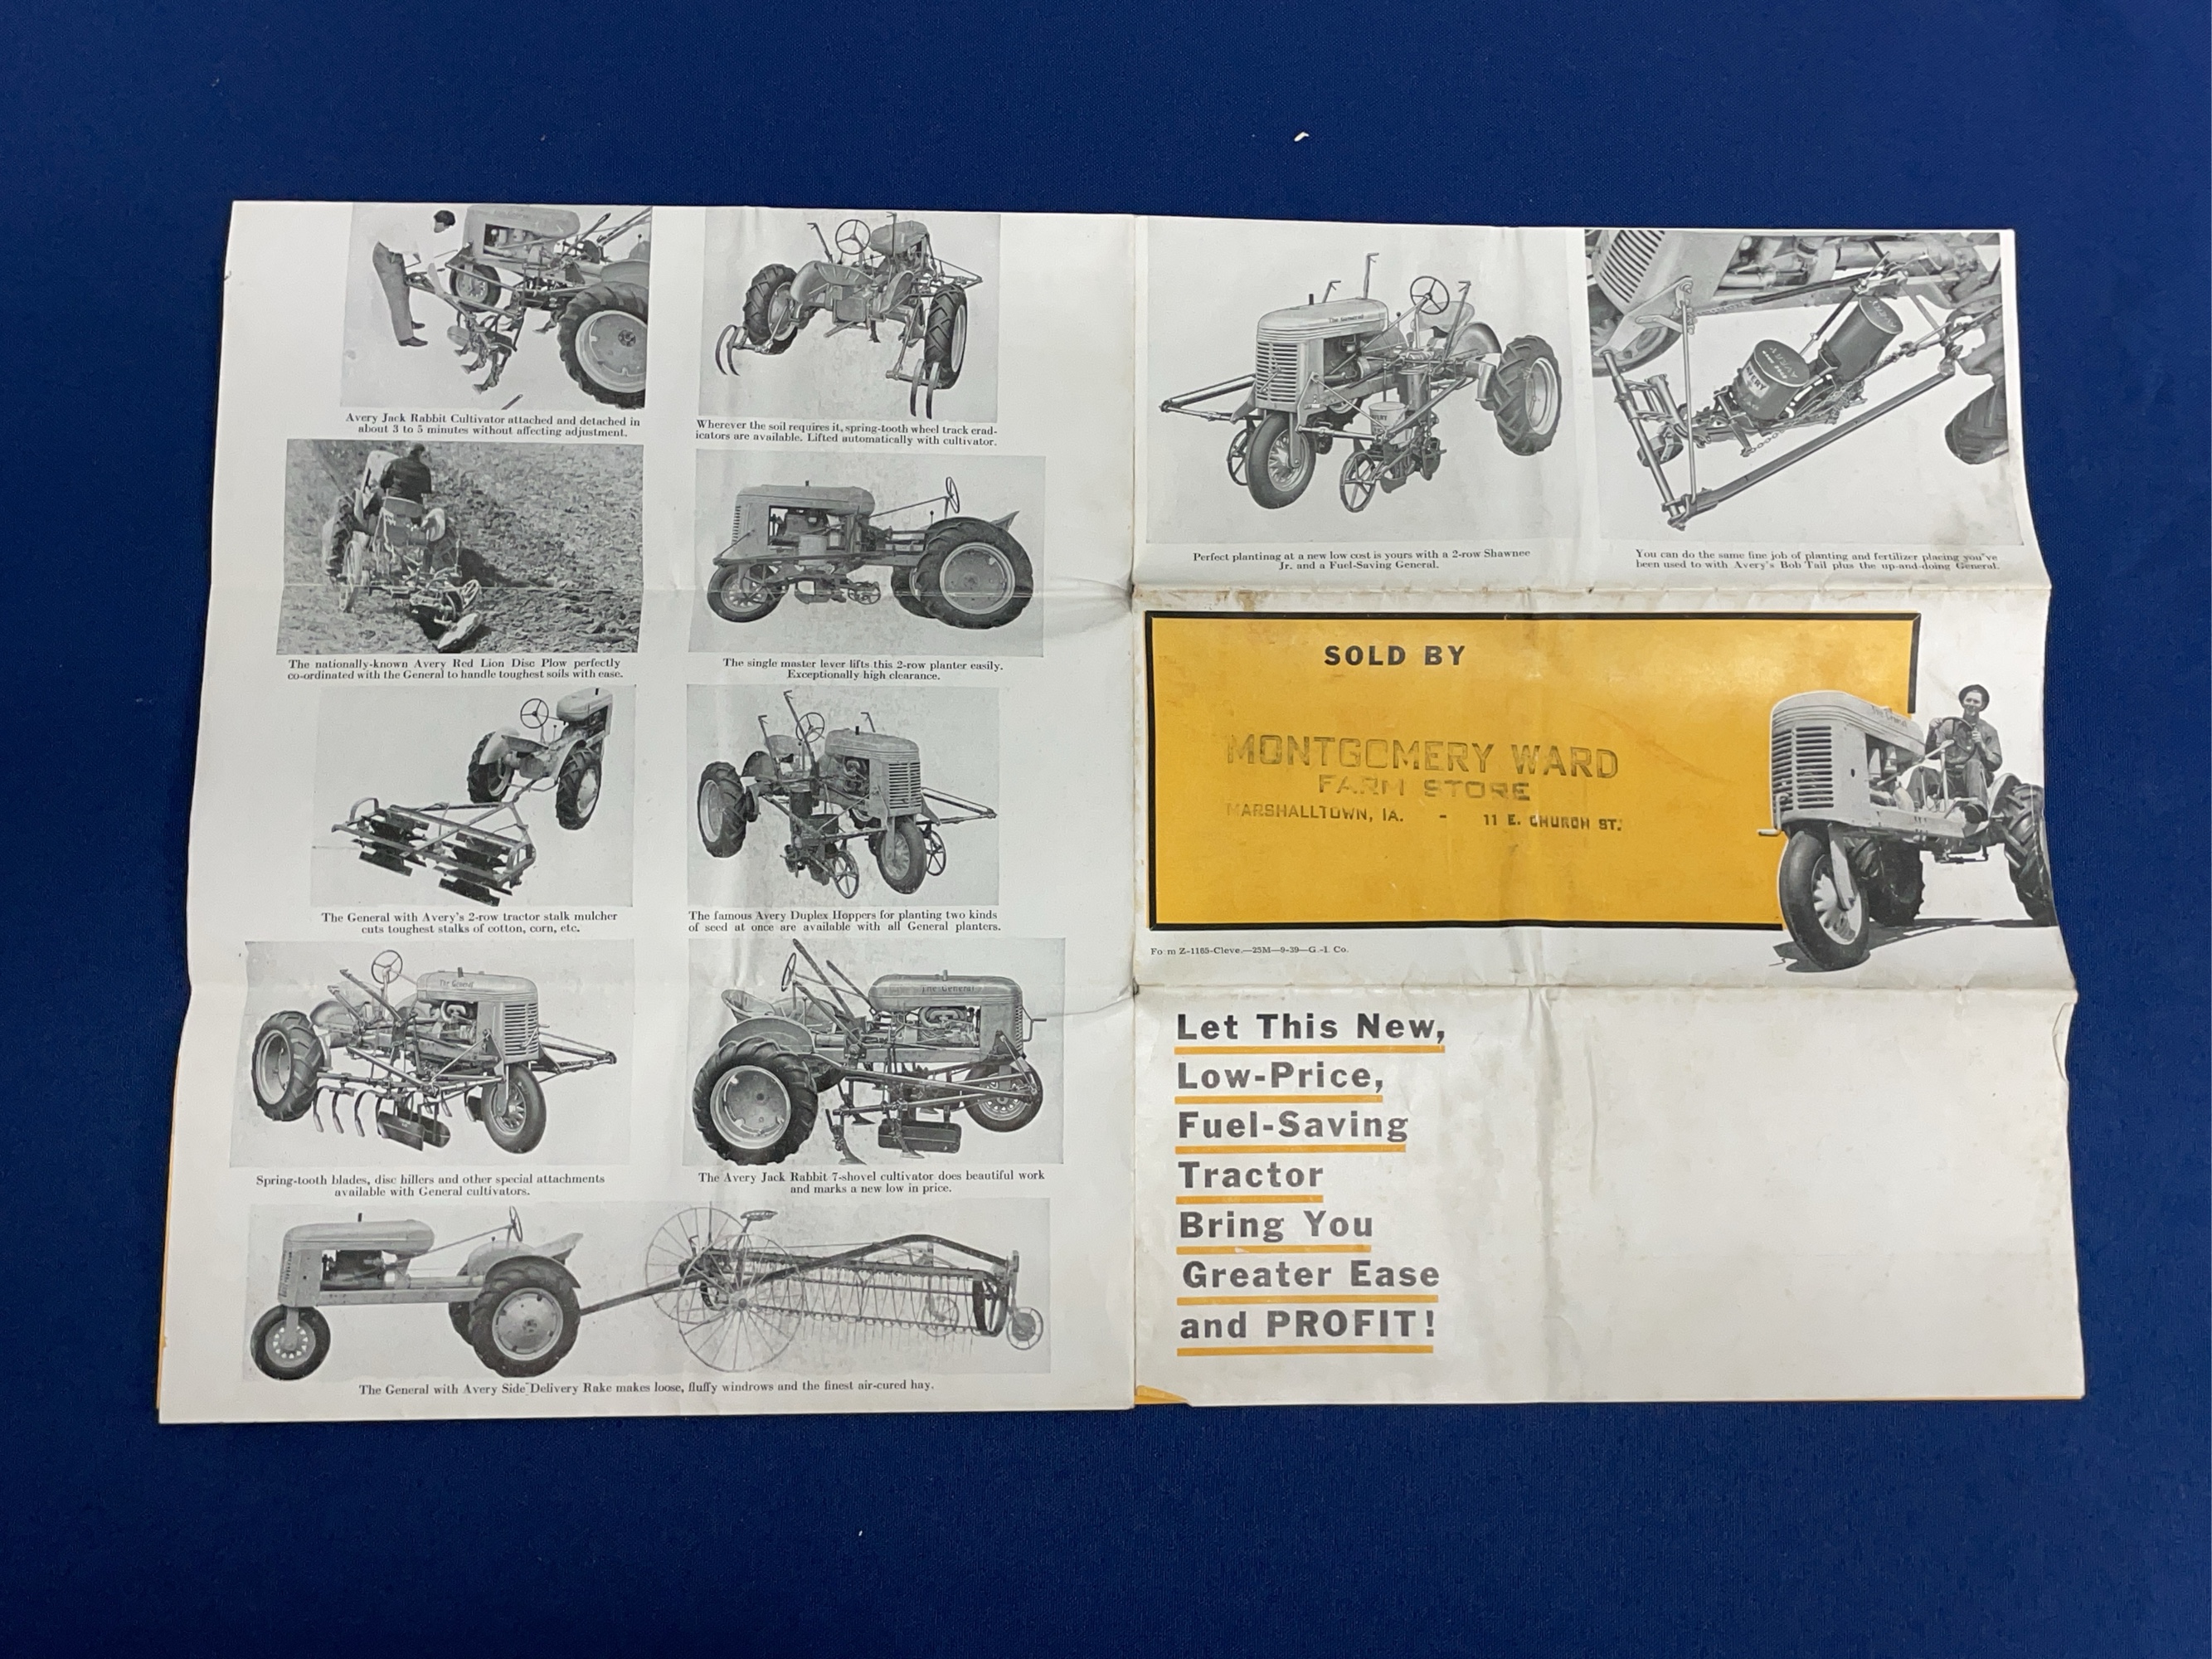 Avery Jack Rabbit Cultivator attached and detached in
about 3 to 5 minutes without affecting adjustment.
Wherever the soil requires it, spring-tooth wheel track erad-
icators are available. Lifted automatically with cultivator.
The nationally-known Avery Red Lion Disc Plow perfectly
co-ordinated with the General to handle toughest soils with ease.
The single master lever lifts this 2-row planter easily.
Exceptionally high clearance.
The General with Avery's 2-row tractor stalk mulcher
cuts toughest stalks of cotton, corn, etc.
The famous Avery Duplex Hoppers for planting two kinds
of seed at once are available with all General planters.
The General
Spring-tooth blades, disc hillers and other special attachments
available with General cultivators.
The General
The Avery Jack Rabbit 7-shovel cultivator does beautiful work
and marks a new low in price.
The General with Avery Side Delivery Rake makes loose, fluffy windrows and the finest air-cured hay.
The General
Perfect plantinag at a new low cost is yours with a 2-row Shawnee
Jr. and a Fuel-Saving General.
AVERY
AVERY
You can do the same fine job of planting and fertilizer placing you've
been used to with Avery's Bob Tail plus the up-and-doing General.
SOLD BY
MONTGOMERY WARD
FARM STORE
MARSHALLTOWN, IA. - 11 E. CHURCH ST.
The General
Form Z-1165-Cleve.—25M—9-39—G.-I. Co.
Let This New,
Low-Price,
Fuel-Saving
Tractor
Bring You
Greater Ease
and PROFIT!